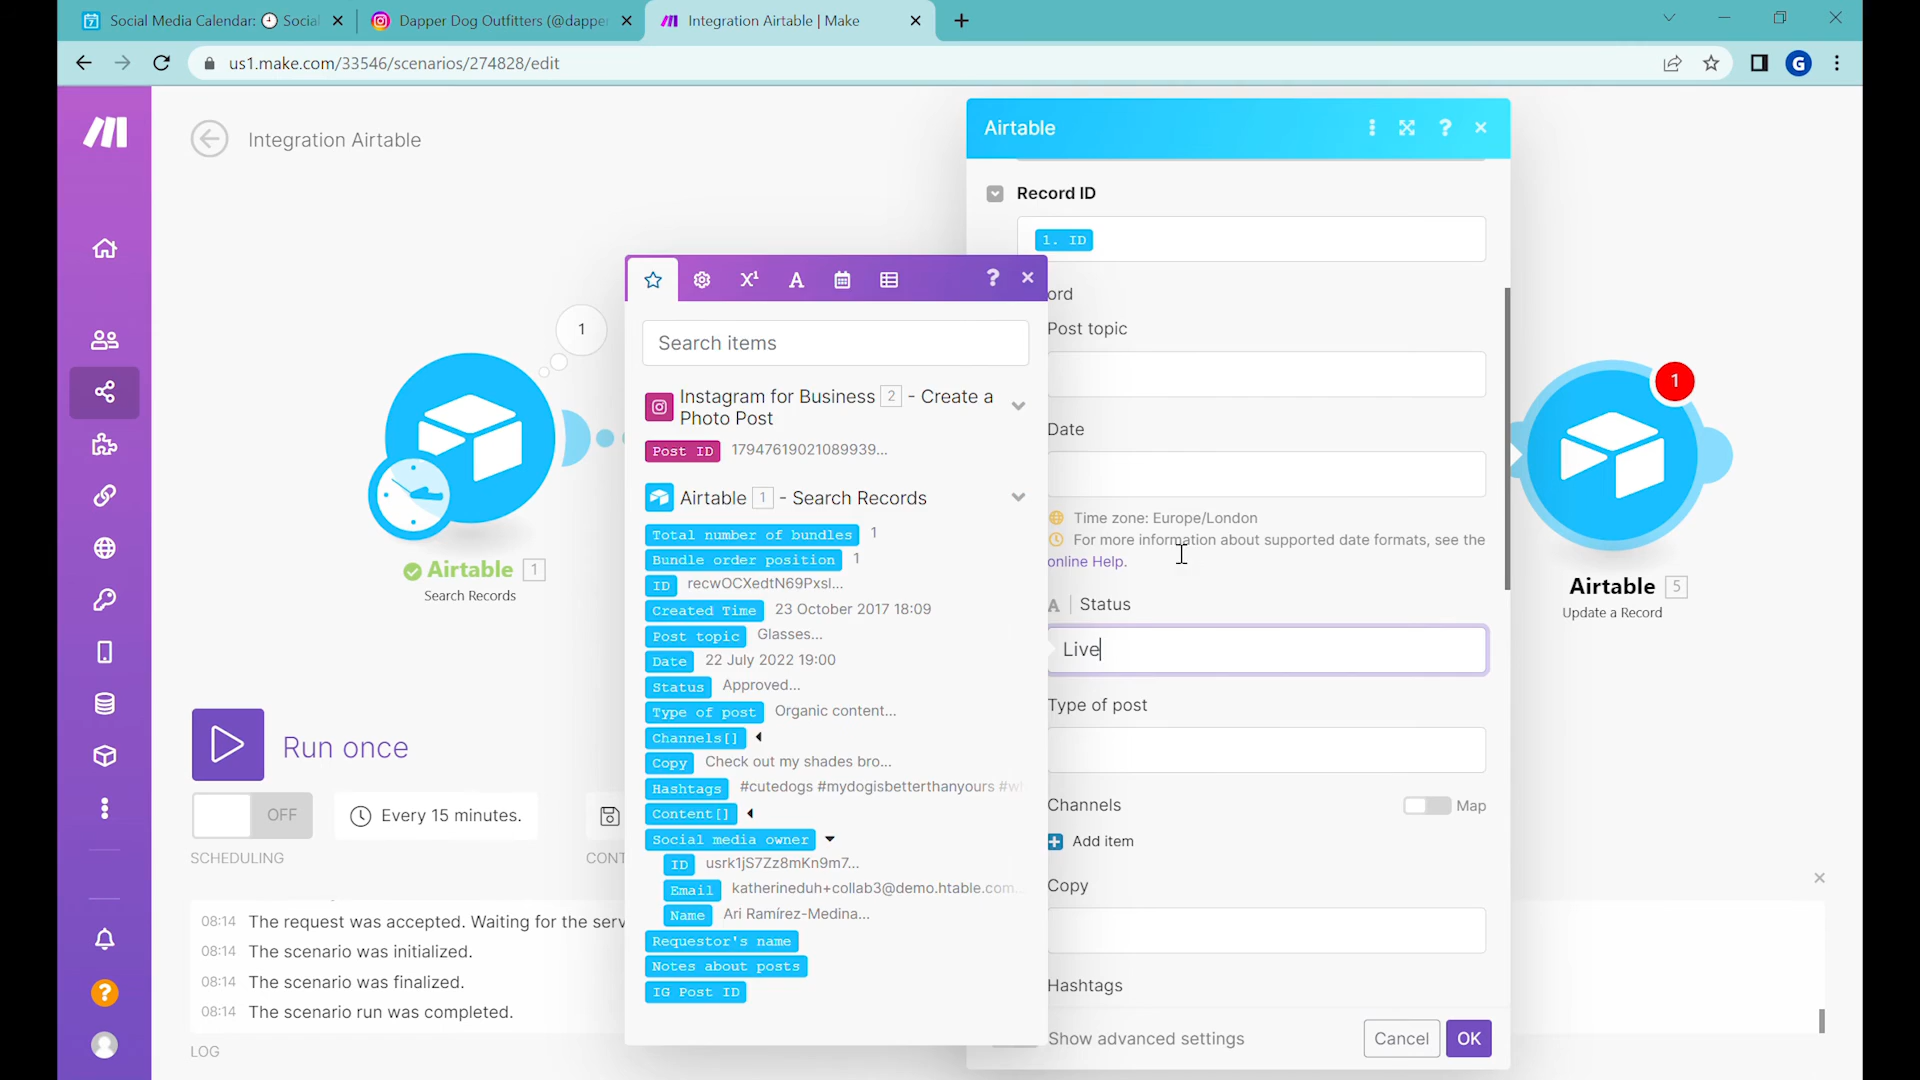 Social Media Calendar: Social
Dapper Dog Outfitters (@dapper
Integration Airtable | Make
us1.make.com/33546/scenarios/274828/edit
G
Integration Airtable
1
Airtable 1
Search Records
Run once
OFF
Every 15 minutes.
SCHEDULING
CONT
08:14 The request was accepted. Waiting for the serv
08:14 The scenario was initialized.
08:14 The scenario was finalized.
08:14 The scenario run was completed.
LOG
?
Search items
Instagram for Business 2 - Create a
Photo Post
Post ID 17947619021089939...
Airtable 1 - Search Records
Total number of bundles 1
Bundle order position 1
ID recwOCXedtN69Pxsl...
Created Time 23 October 2017 18:09
Post topic Glasses...
Date 22 July 2022 19:00
Status Approved...
Type of post Organic content...
Channels[]
Copy Check out my shades bro...
Hashtags #cutedogs #mydogisbetterthanyours #w
Content[]
Social media owner
ID usrk1jS7Zz8mKn9m7...
Email katherineduh+collab3@demo.htable.com...
Name Ari Ramírez-Medina...
Requestor's name
Notes about posts
IG Post ID
Airtable
Record ID
1. ID
ord
Post topic
Date
Time zone: Europe/London
For more information about supported date formats, see the
online Help.
A Status
Live
Type of post
Channels
Map
Add item
Copy
Hashtags
Show advanced settings
Cancel
OK
1
Airtable 5
Update a Record